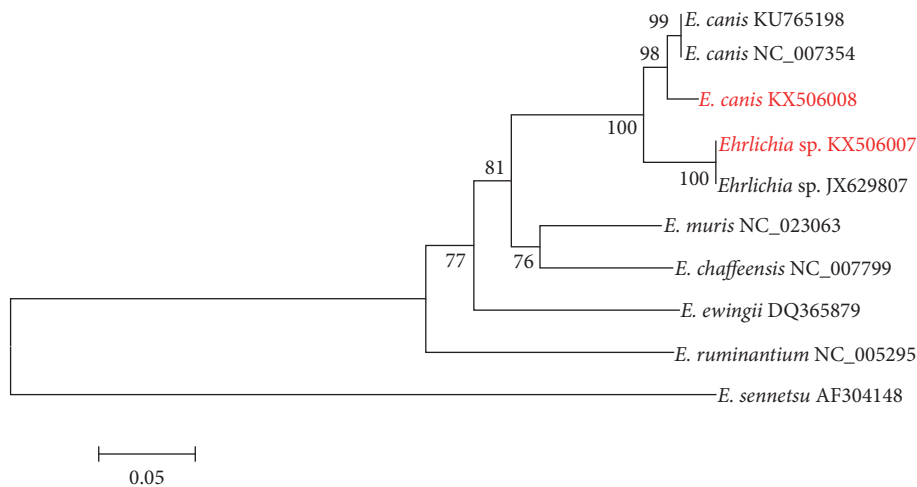 99
E. canis KU765198
E. canis NC_007354
98
E. canis KX506008
100
Ehrlichia sp. KX506007
100
Ehrlichia sp. JX629807
81
E. muris NC_023063
77
76
E. chaffeensis NC_007799
E. ewingii DQ365879
E. ruminantium NC_005295
E. sennetsu AF304148
0.05